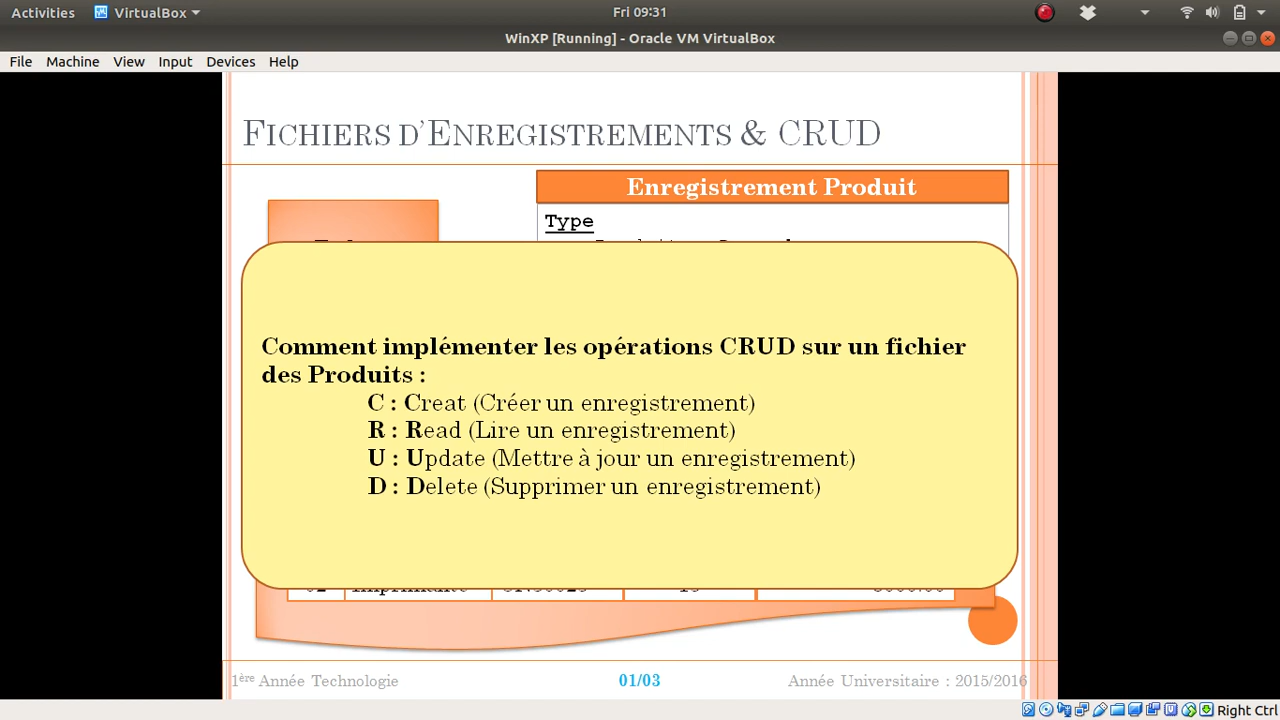 Activities VirtualBox Fri 09:31
WinXP [Running] - Oracle VM VirtualBox
File Machine View Input Devices Help
FICHIERS D'ENREGISTREMENTS & CRUD
Enregistrement Produit
Type
Comment implémenter les opérations CRUD sur un fichier
des Produits :
C : Creat (Créer un enregistrement)
R : Read (Lire un enregistrement)
U : Update (Mettre à jour un enregistrement)
D : Delete (Supprimer un enregistrement)
1ère Année Technologie 01/03 Année Universitaire : 2015/2016
Right Ctrl